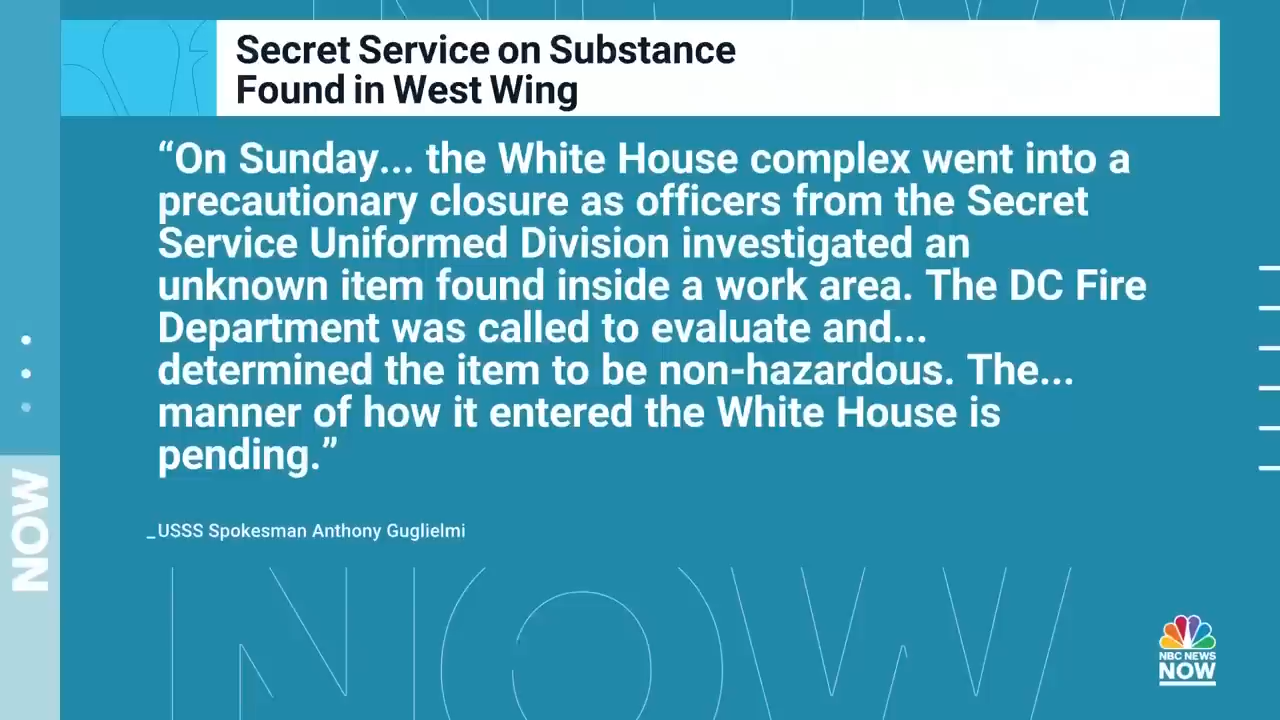 Secret Service on Substance
Found in West Wing
“On Sunday... the White House complex went into a
precautionary closure as officers from the Secret
Service Uniformed Division investigated an
unknown item found inside a work area. The DC Fire
Department was called to evaluate and...
determined the item to be non-hazardous. The...
manner of how it entered the White House is
pending.”
_USSS Spokesman Anthony Guglielmi
NOW
NOW
NBC NEWS
NOW